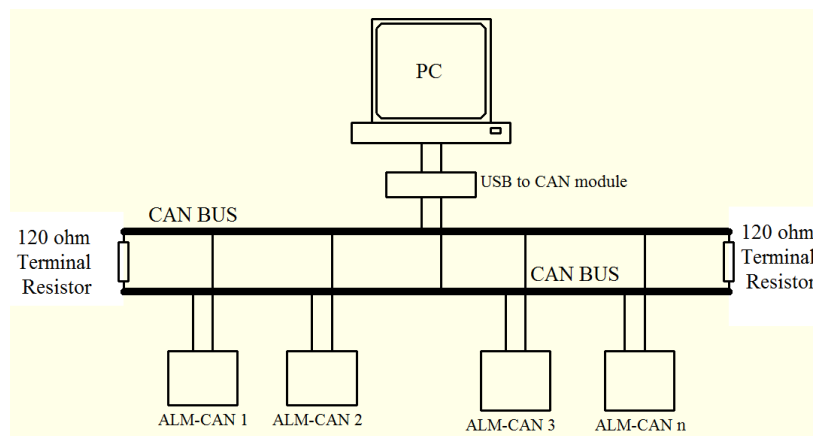 PC
USB to CAN module
CAN BUS
120 ohm
Terminal
Resistor
120 ohm
Terminal
Resistor
CAN BUS
ALM-CAN 1
ALM-CAN 2
ALM-CAN 3
ALM-CAN n